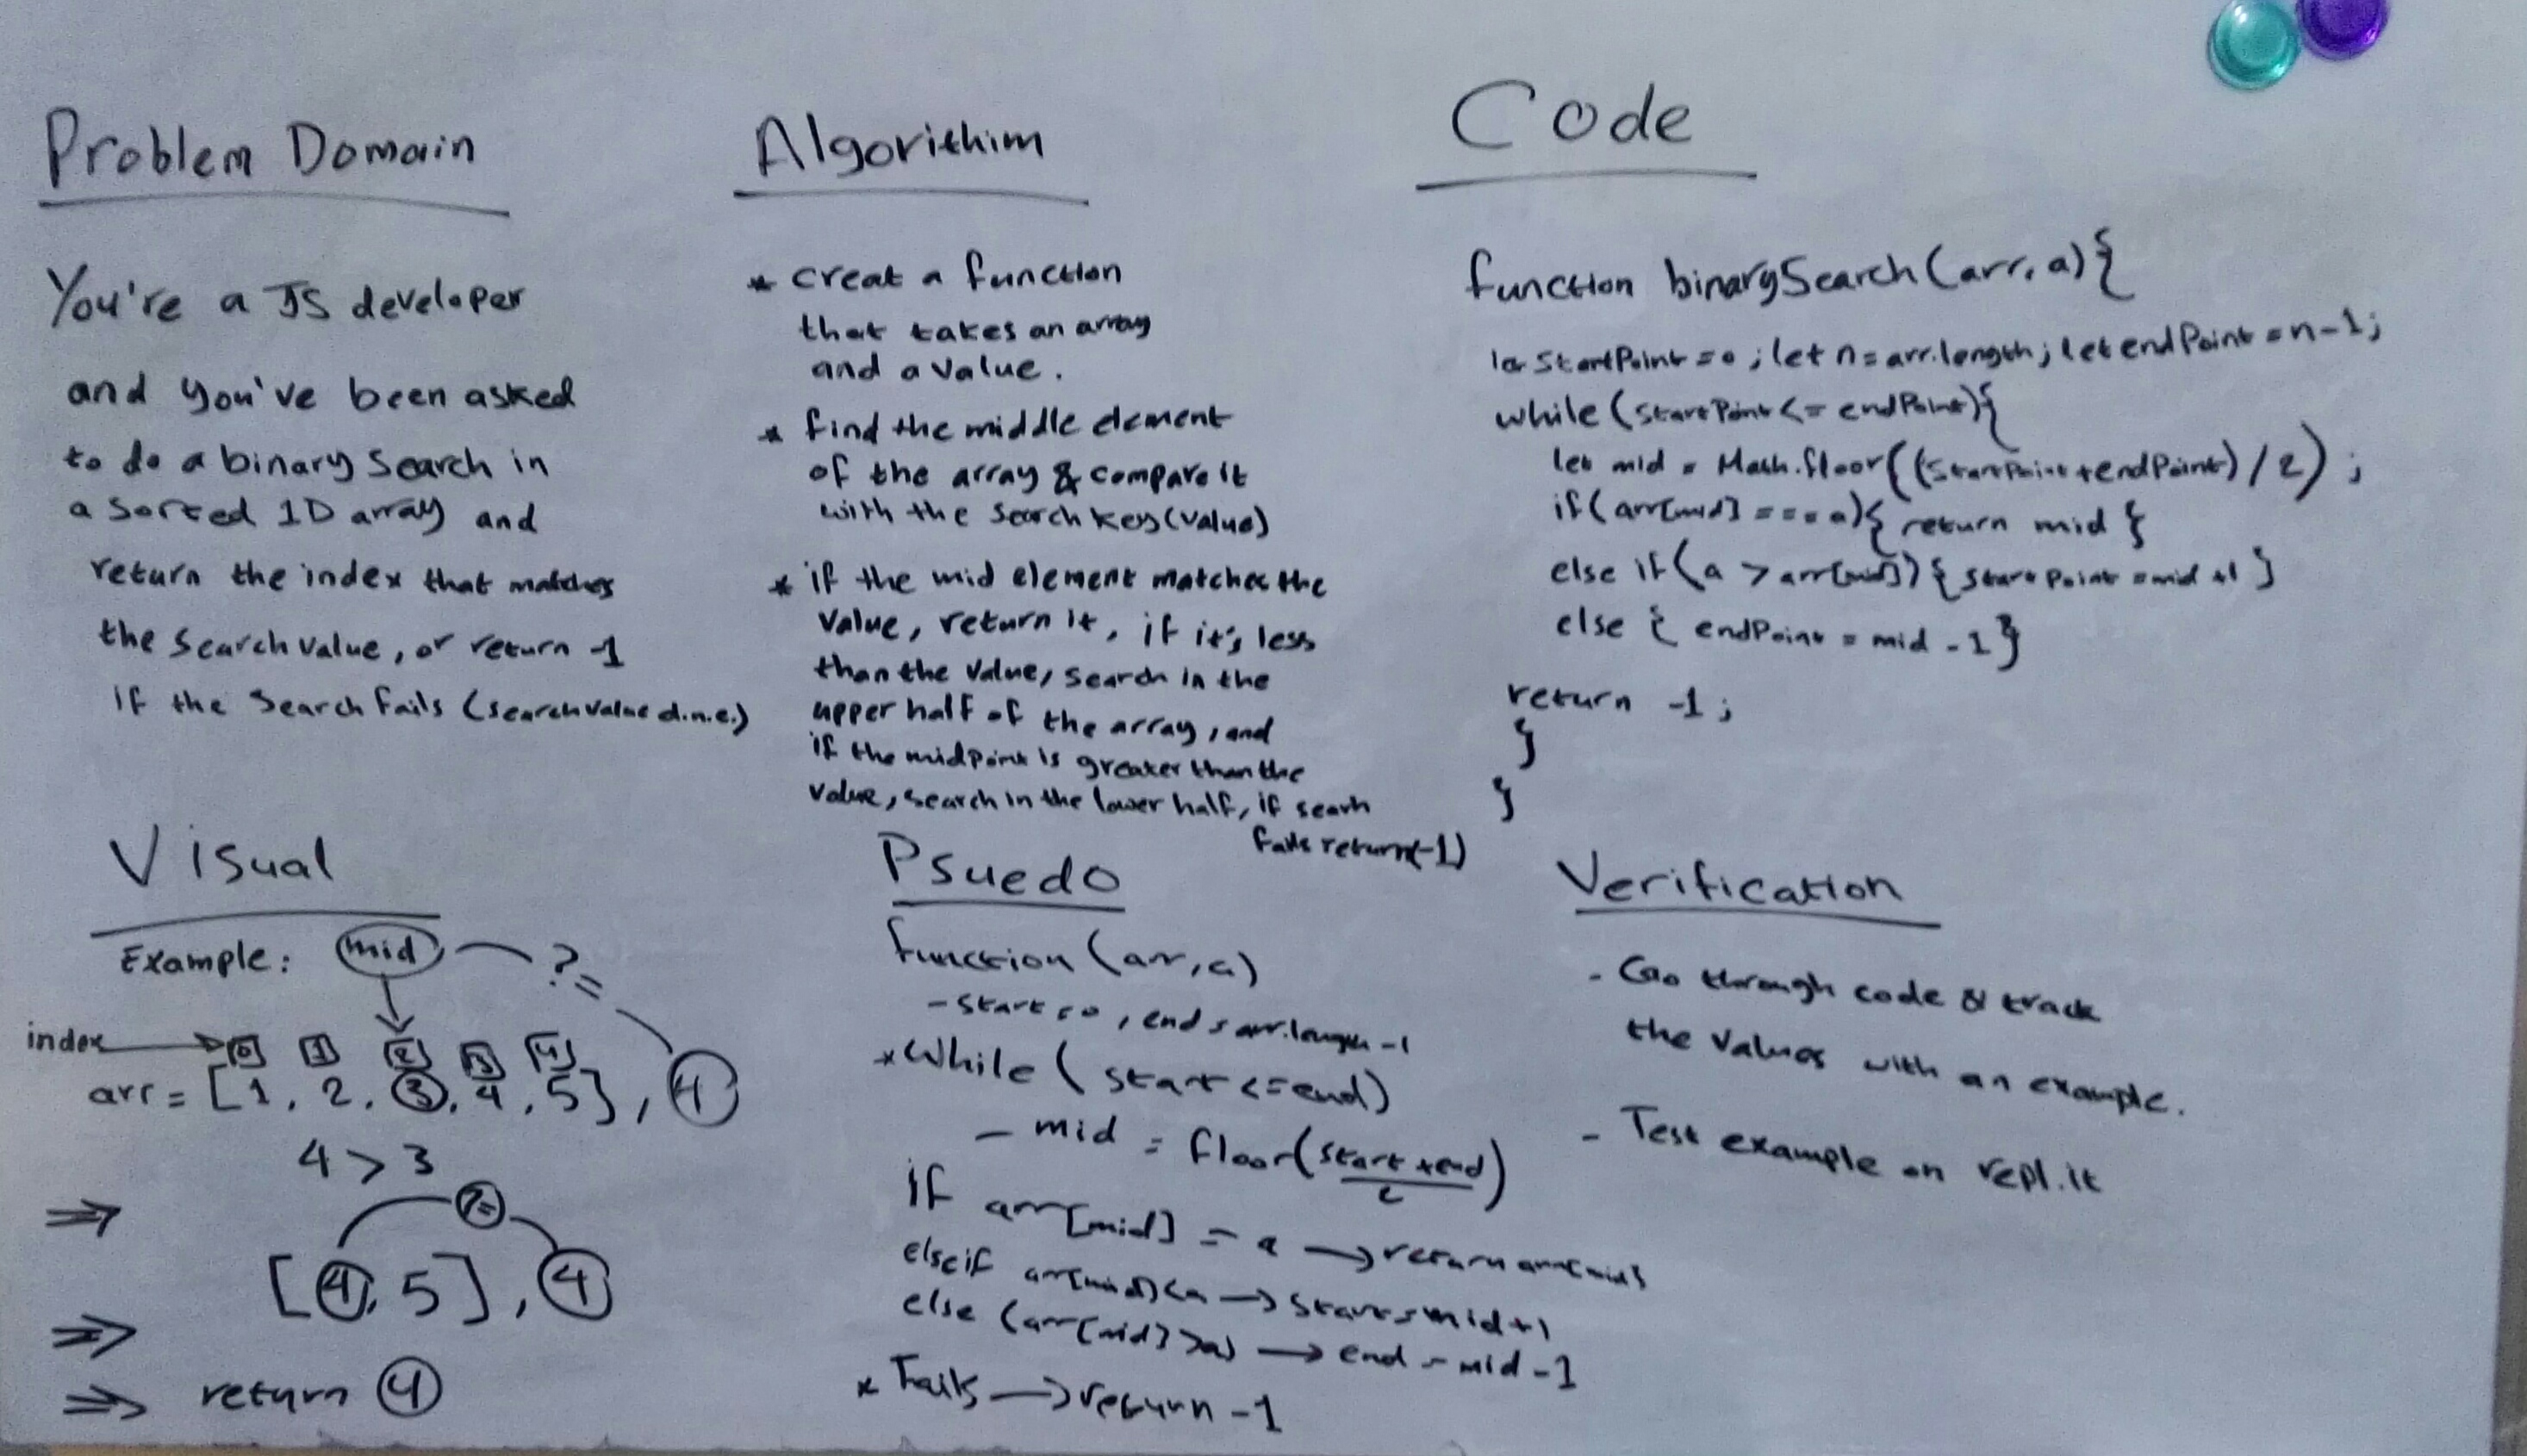 Problem Domain
You're a JS developer
and you've been asked
to do a binary search in
a sorted 1D array and
return the index that matches
the search value, or return -1
if the search fails (search value d.n.e.)
Algorithim
* creat a function
that takes an array
and a value.
* find the middle element
of the array & compare it
with the search key (value)
* if the mid element matches the
value, return it, if it's less
than the value, search in the
upper half of the array, and
if the midpoint is greater than the
value, search in the lower half, if searh
fails return(-1)
Code
function binarySearch(arr, a){
let startPoint = 0; let n = arr.length; let endPoint = n-1;
while (startPoint <= endPoint){
let mid = Math.floor((startPoint + endPoint) / 2);
if(arr[mid] === a){ return mid }
else if(a > arr[mid]) { startPoint = mid +1 }
else { endPoint = mid - 1 }
return -1;
}
}
Visual
Example: mid ?=
index → 0 1 2 3 4
arr = [1, 2, 3, 4, 5], 4
4 > 3
⇒ ?=
[4, 5], 4
⇒
⇒ return 4
Psuedo
function (arr, a)
- start = 0, end = arr.length -1
* While (start <= end)
- mid = floor(start + end / 2)
if arr[mid] = a → return arr[mid]
else if arr[mid] < a → start = mid + 1
else (arr[mid] > a) → end = mid - 1
* Fails → return -1
Verification
- Go through code & track
the values with an example.
- Test example on repl.it